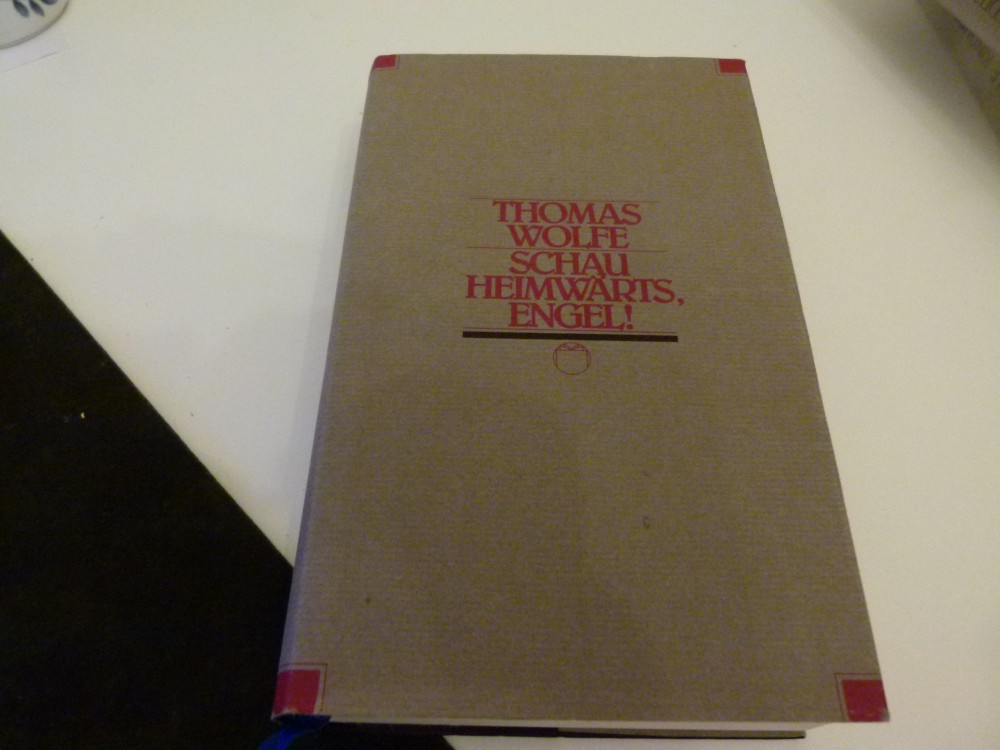 THOMAS
WOLFE
SCHAU
HEIMWÄRTS,
ENGEL!